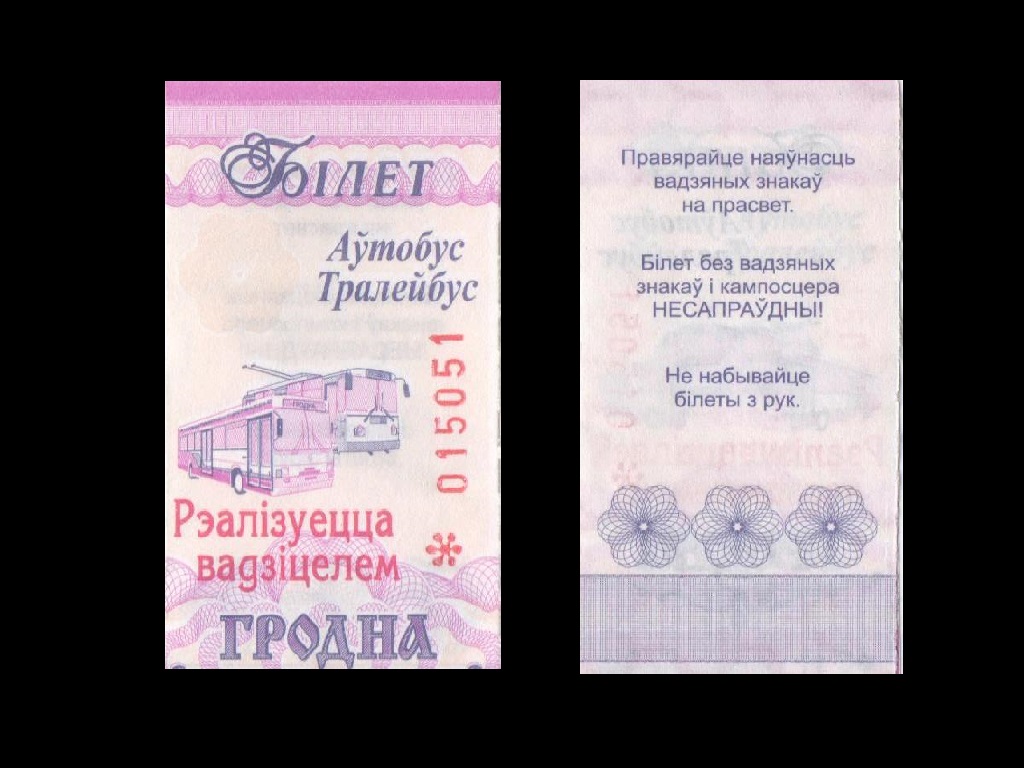 Білет
Аўтобус
Тралейбус
015051
Рэалізуецца
вадзіцелем
ГРОДНА
Правярайце наяўнасць
вадзяных знакаў
на прасвет.
Білет без вадзяных
знакаў і кампосцера
НЕСАПРАЎДНЫ!
Не набывайце
білеты з рук.